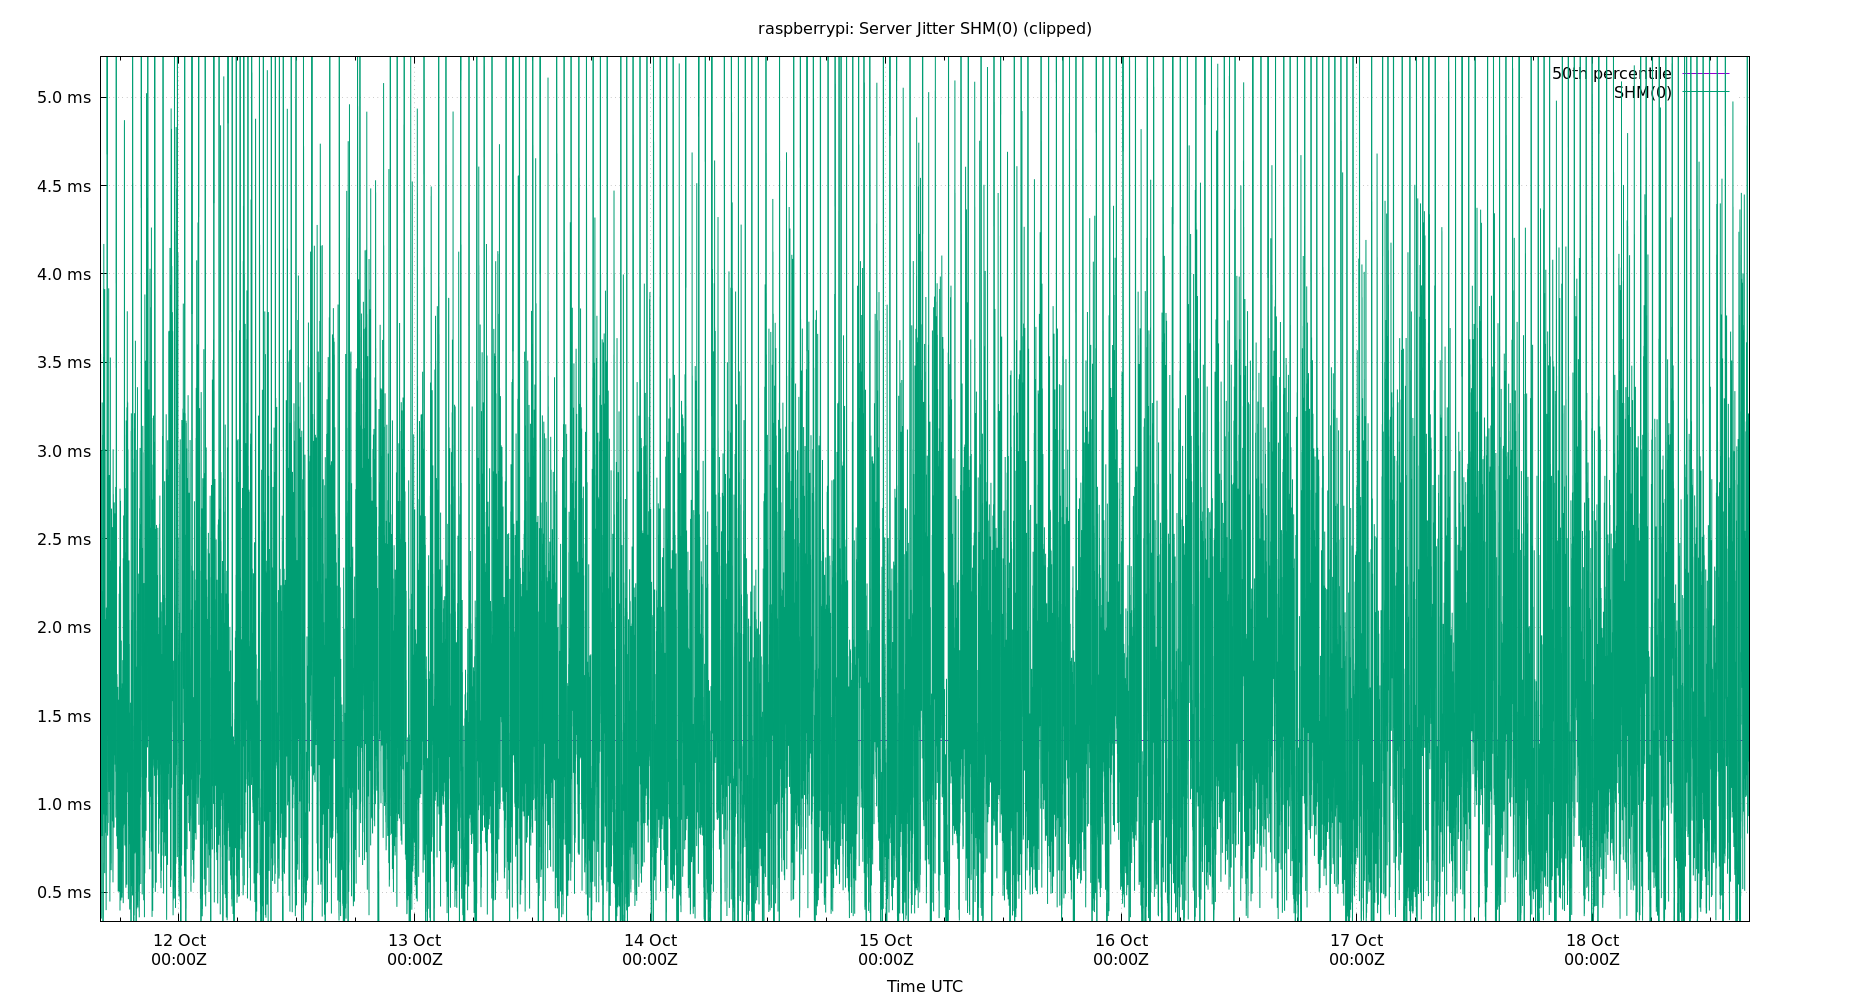 raspberrypi: Server Jitter SHM(0) (clipped)
50th percentile
SHM(0)
5.0 ms
4.5 ms
4.0 ms
3.5 ms
3.0 ms
2.5 ms
2.0 ms
1.5 ms
1.0 ms
0.5 ms
12 Oct 13 Oct 14 Oct 15 Oct 16 Oct 17 Oct 18 Oct
00:00Z 00:00Z 00:00Z 00:00Z 00:00Z 00:00Z 00:00Z
Time UTC